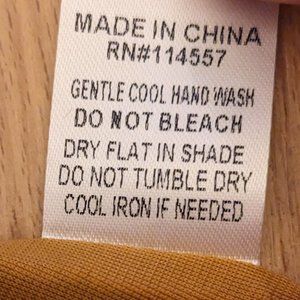 MADE IN CHINA
RN#114557
GENTLE COOL HAND WASH
DO NOT BLEACH
DRY FLAT IN SHADE
DO NOT TUMBLE DRY
COOL IRON IF NEEDED